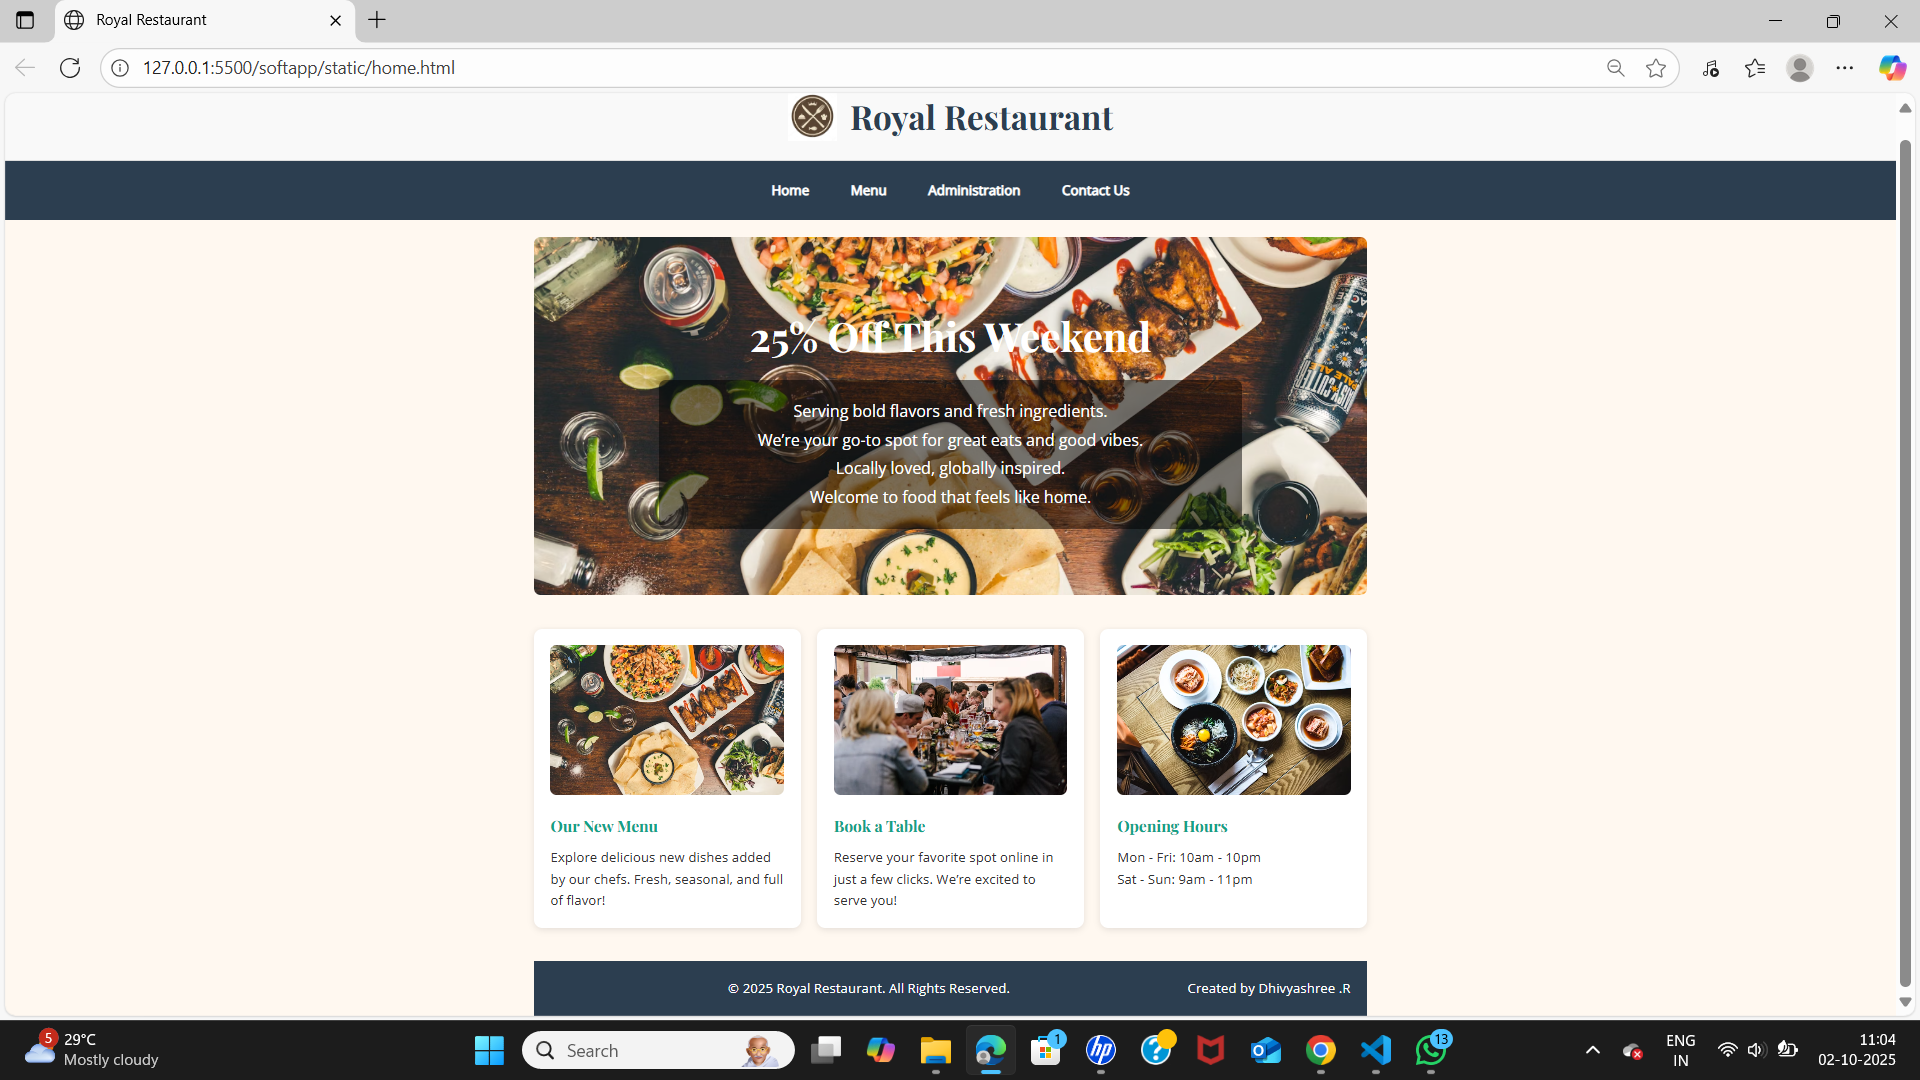 Royal Restaurant
127.0.0.1:5500/softapp/static/home.html
Royal Restaurant
Home Menu Administration Contact Us
25% Off This Weekend
Serving bold flavors and fresh ingredients.
We’re your go-to spot for great eats and good vibes.
Locally loved, globally inspired.
Welcome to food that feels like home.
Our New Menu
Explore delicious new dishes added
by our chefs. Fresh, seasonal, and full
of flavor!
Book a Table
Reserve your favorite spot online in
just a few clicks. We’re excited to
serve you!
Opening Hours
Mon - Fri: 10am - 10pm
Sat - Sun: 9am - 11pm
© 2025 Royal Restaurant. All Rights Reserved.
Created by Dhivyashree .R
5
29°C
Mostly cloudy
Search
1
hp
13
ENG
IN
11:04
02-10-2025